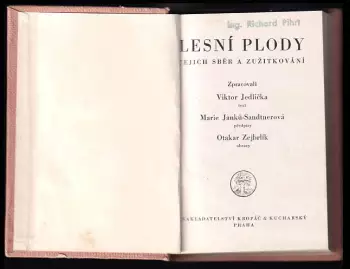 Ing. Richard Pihrt
LESNÍ PLODY
JEJICH SBĚR A ZUŽITKOVÁNÍ
Zpracovali
Viktor Jedlička
text
Marie Janků-Sandtnerová
předpisy
Otakar Zejbrlík
obrazy
NAKLADATELSTVÍ KROPÁČ & KUCHARSKÝ
PRAHA